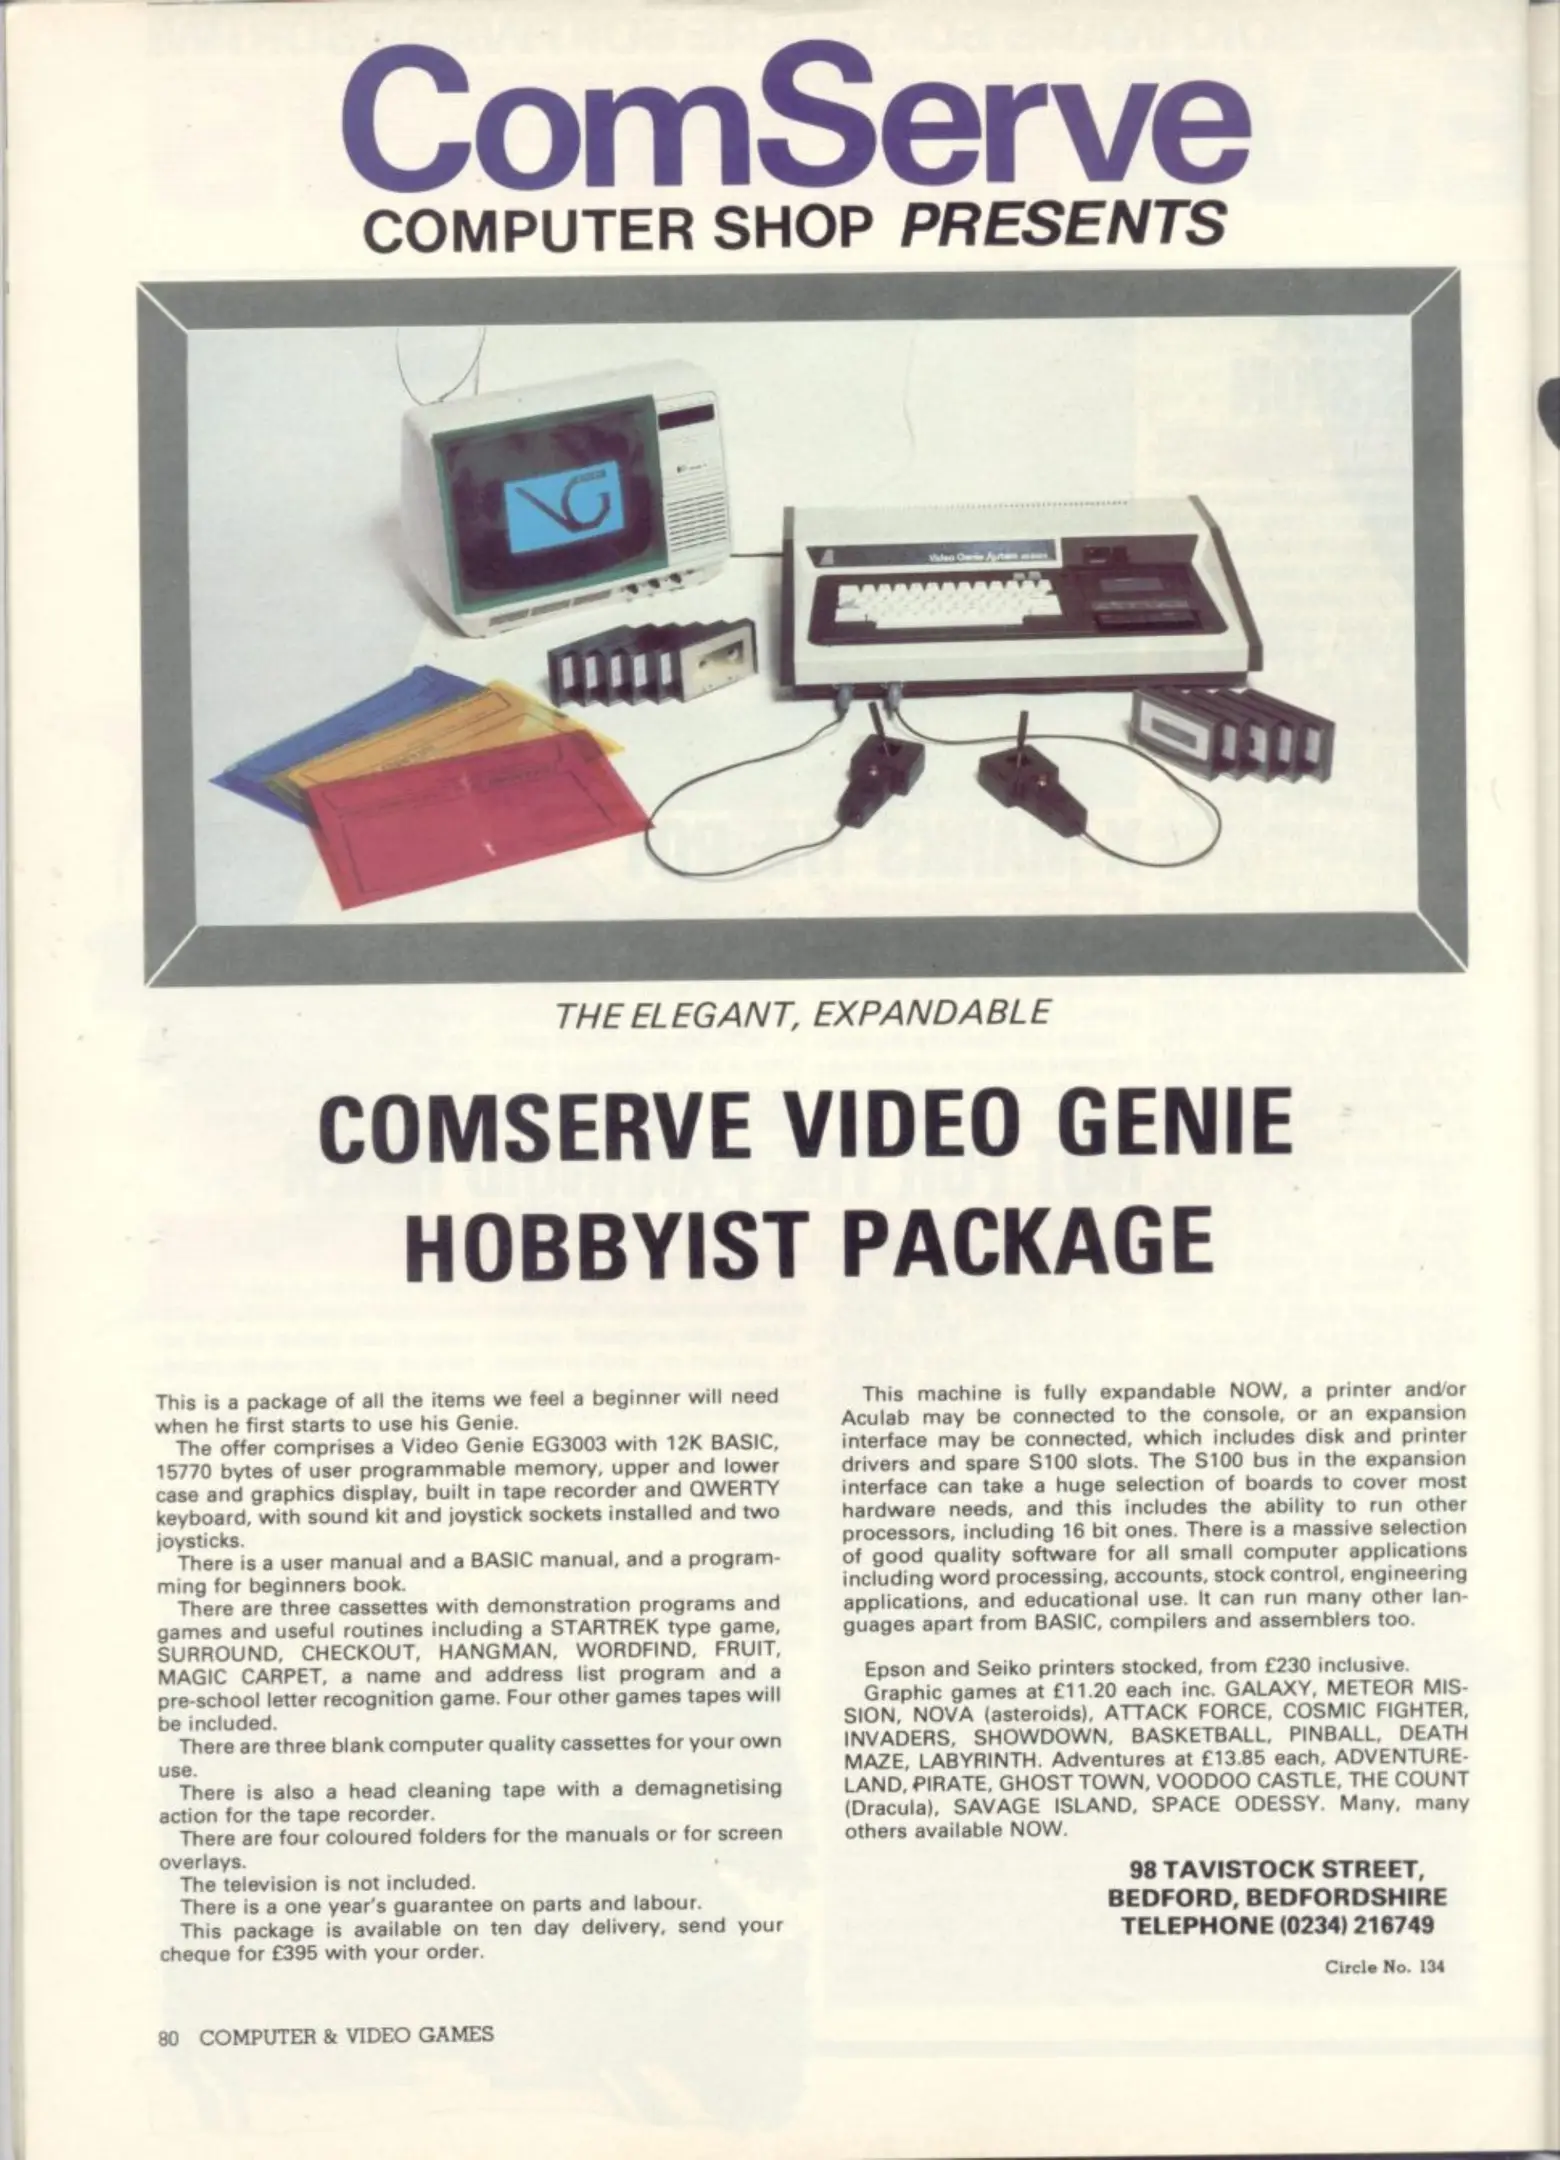 ComServe
COMPUTER SHOP PRESENTS
VG
Video Genie System
THE ELEGANT, EXPANDABLE
COMSERVE VIDEO GENIE
HOBBYIST PACKAGE
This is a package of all the items we feel a beginner will need
when he first starts to use his Genie.
The offer comprises a Video Genie EG3003 with 12K BASIC,
15770 bytes of user programmable memory, upper and lower
case and graphics display, built in tape recorder and QWERTY
keyboard, with sound kit and joystick sockets installed and two
joysticks.
There is a user manual and a BASIC manual, and a program-
ming for beginners book.
There are three cassettes with demonstration programs and
games and useful routines including a STARTREK type game,
SURROUND, CHECKOUT, HANGMAN, WORDFIND, FRUIT,
MAGIC CARPET, a name and address list program and a
pre-school letter recognition game. Four other games tapes will
be included.
There are three blank computer quality cassettes for your own
use.
There is also a head cleaning tape with a demagnetising
action for the tape recorder.
There are four coloured folders for the manuals or for screen
overlays.
The television is not included.
There is a one year's guarantee on parts and labour.
This package is available on ten day delivery, send your
cheque for £395 with your order.
This machine is fully expandable NOW, a printer and/or
Aculab may be connected to the console, or an expansion
interface may be connected, which includes disk and printer
drivers and spare S100 slots. The S100 bus in the expansion
interface can take a huge selection of boards to cover most
hardware needs, and this includes the ability to run other
processors, including 16 bit ones. There is a massive selection
of good quality software for all small computer applications
including word processing, accounts, stock control, engineering
applications, and educational use. It can run many other lan-
guages apart from BASIC, compilers and assemblers too.
Epson and Seiko printers stocked, from £230 inclusive.
Graphic games at £11.20 each inc. GALAXY, METEOR MIS-
SION, NOVA (asteroids), ATTACK FORCE, COSMIC FIGHTER,
INVADERS, SHOWDOWN, BASKETBALL, PINBALL, DEATH
MAZE, LABYRINTH. Adventures at £13.85 each, ADVENTURE-
LAND, PIRATE, GHOST TOWN, VOODOO CASTLE, THE COUNT
(Dracula), SAVAGE ISLAND, SPACE ODESSY. Many, many
others available NOW.
98 TAVISTOCK STREET,
BEDFORD, BEDFORDSHIRE
TELEPHONE (0234) 216749
Circle No. 134
80 COMPUTER & VIDEO GAMES